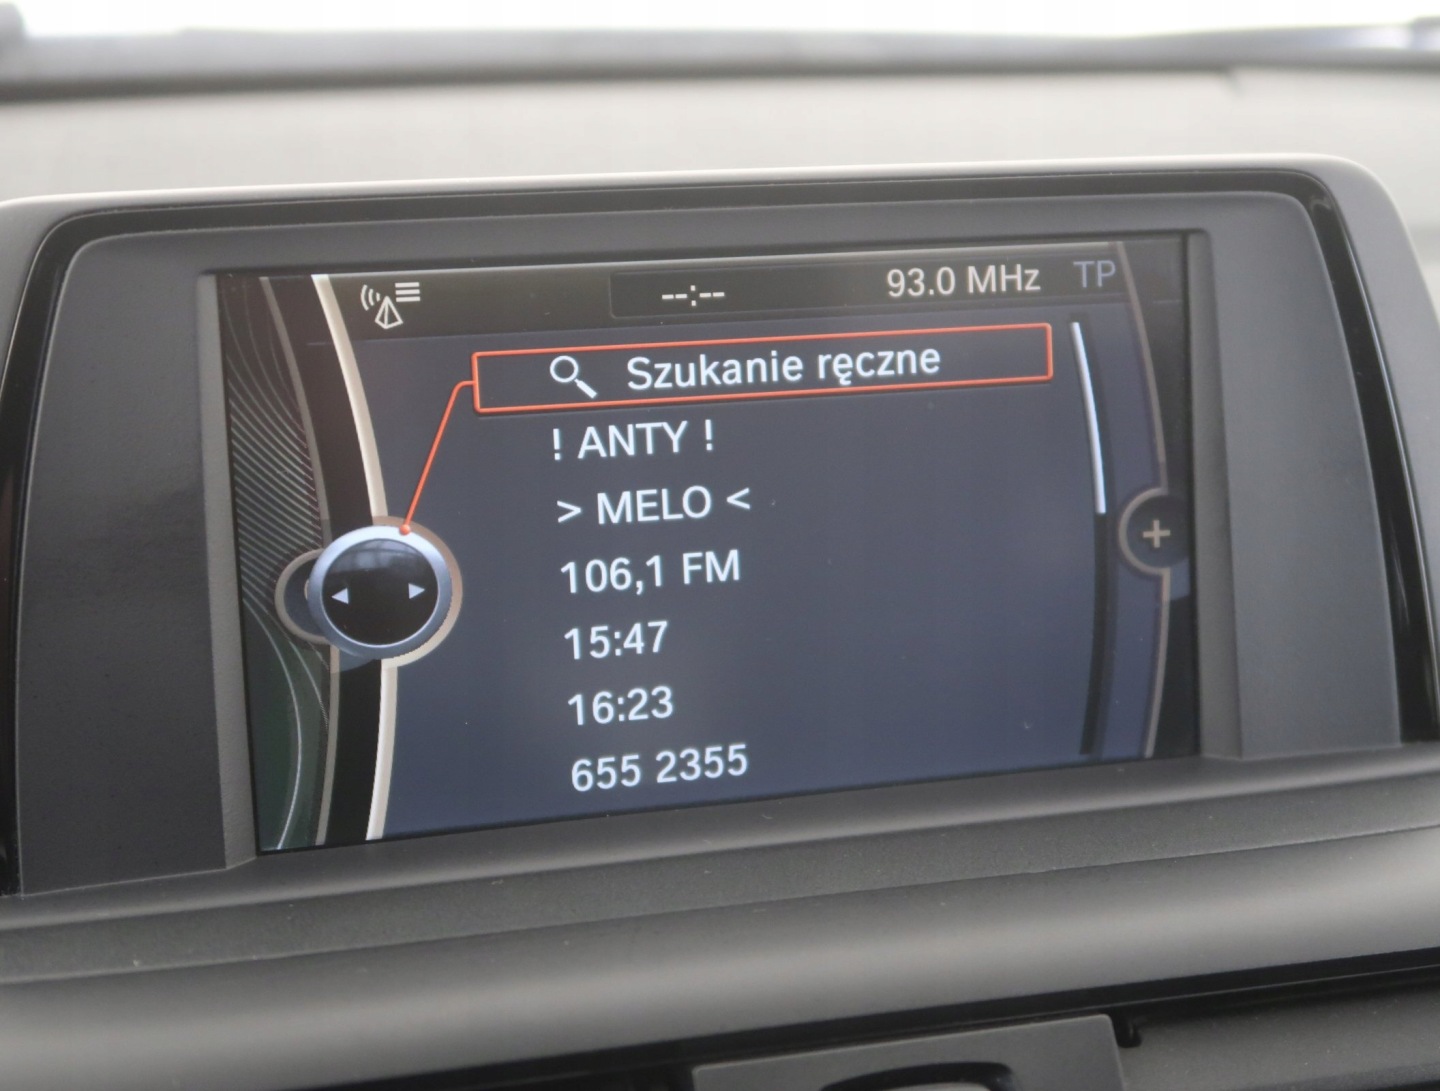 --:-- 93.0 MHz TP
Szukanie ręczne
! ANTY !
> MELO <
106,1 FM
15:47
16:23
655 2355